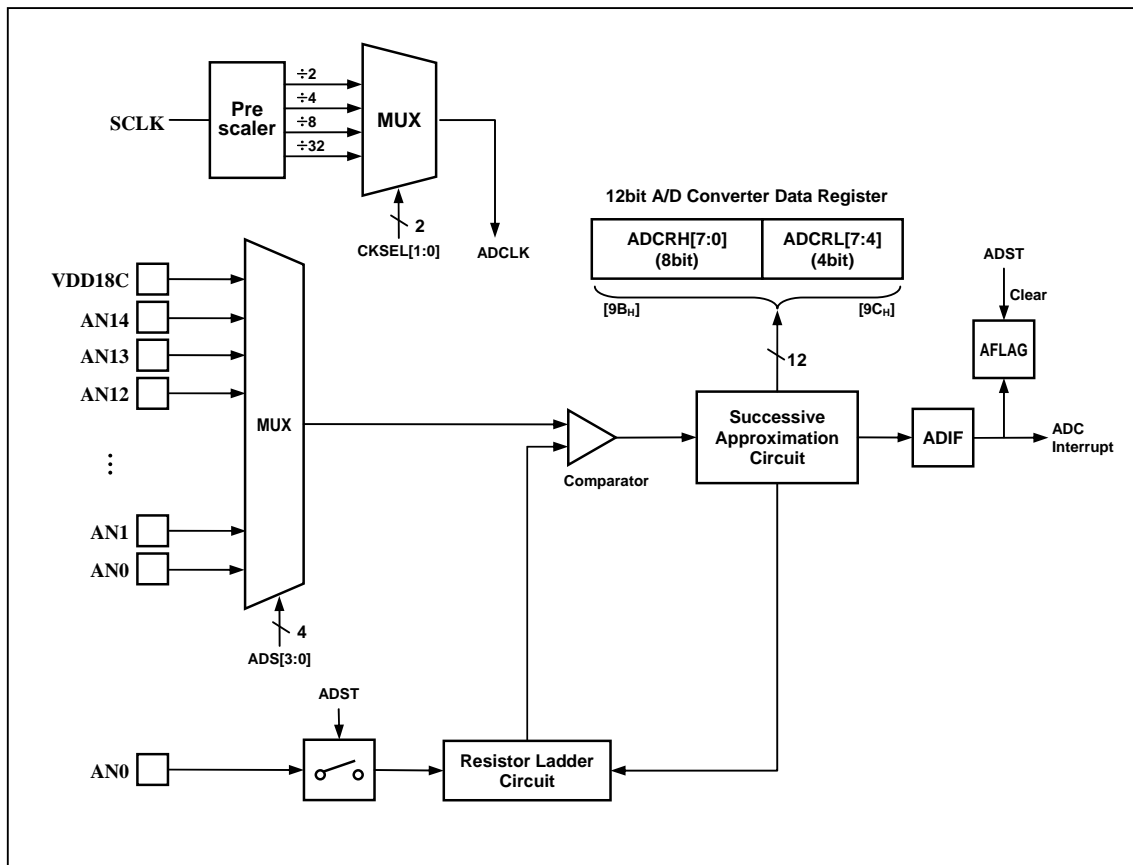 ÷2
÷4
÷8
÷32
SCLK
Pre
scaler
MUX
2
CKSEL[1:0]
ADCLK
12bit A/D Converter Data Register
ADCRH[7:0]
(8bit)
ADCRL[7:4]
(4bit)
[9BH]
[9CH]
ADST
Clear
AFLAG
VDD18C
AN14
AN13
AN12
...
AN1
AN0
MUX
4
ADS[3:0]
12
Comparator
Successive
Approximation
Circuit
ADIF
ADC
Interrupt
ADST
AN0
Resistor Ladder
Circuit